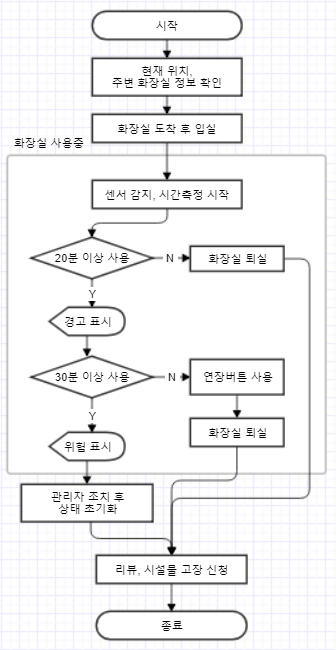 시작
현재 위치,
주변 화장실 정보 확인
화장실 도착 후 입실
화장실 사용중
센서 감지, 시간측정 시작
20분 이상 사용
N
화장실 퇴실
Y
경고 표시
30분 이상 사용
N
연장버튼 사용
Y
위험 표시
화장실 퇴실
관리자 조치 후
상태 초기화
리뷰, 시설물 고장 신청
종료